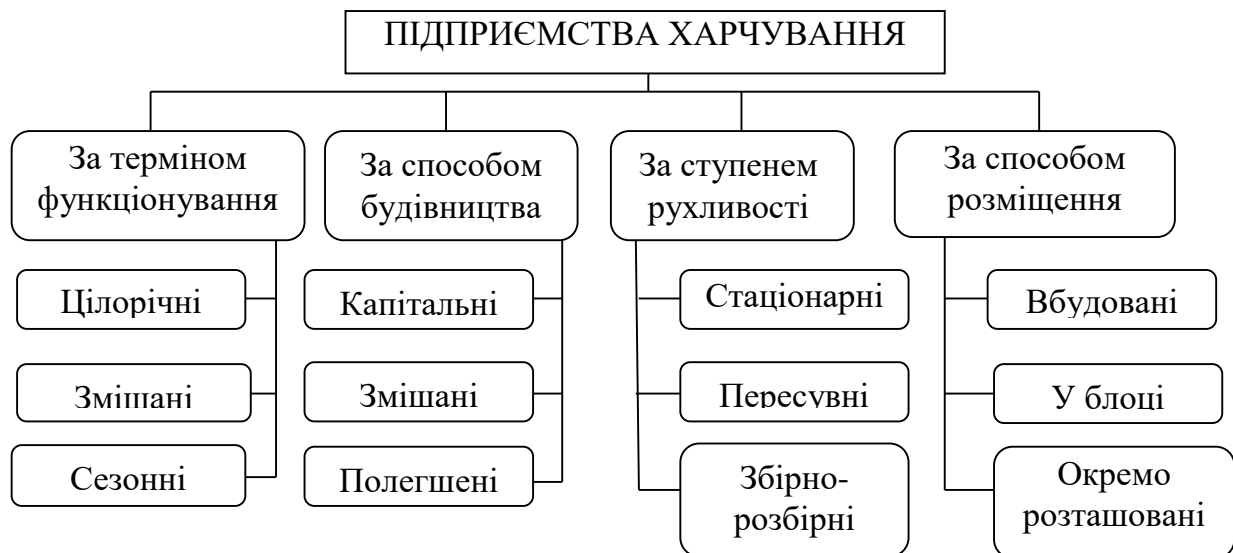 ПІДПРИЄМСТВА ХАРЧУВАННЯ
За терміном
функціонування
Цілорічні
Змішані
Сезонні
За способом
будівництва
Капітальні
Змішані
Полегшені
За ступенем
рухливості
Стаціонарні
Пересувні
Збірно-
розбірні
За способом
розміщення
Вбудовані
У блоці
Окремо
розташовані